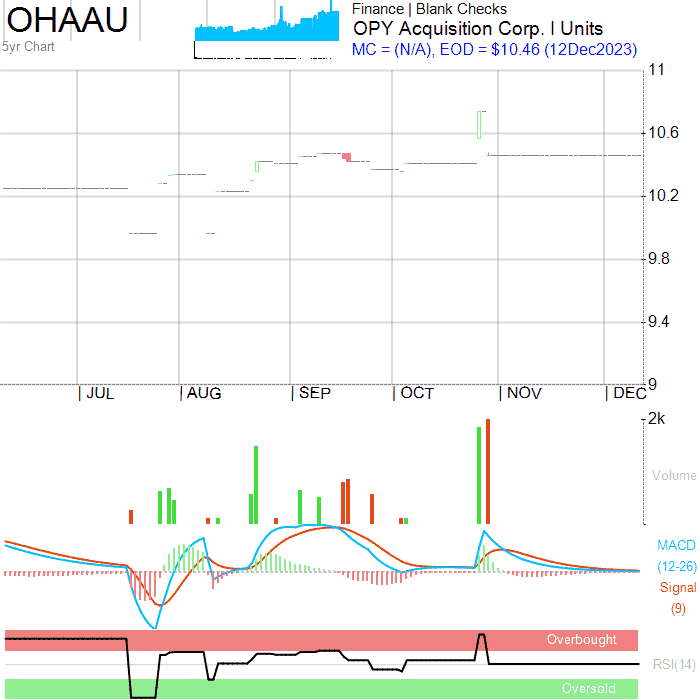 OHAAU
5yr Chart
Finance | Blank Checks
OPY Acquisition Corp. I Units
MC = (N/A), EOD = $10.46 (12Dec2023)
11
10.6
10.2
9.8
9.4
9
JUL AUG SEP OCT NOV DEC
2k
Volume
MACD
(12-26)
Signal
(9)
Overbought
RSI(14)
Oversold